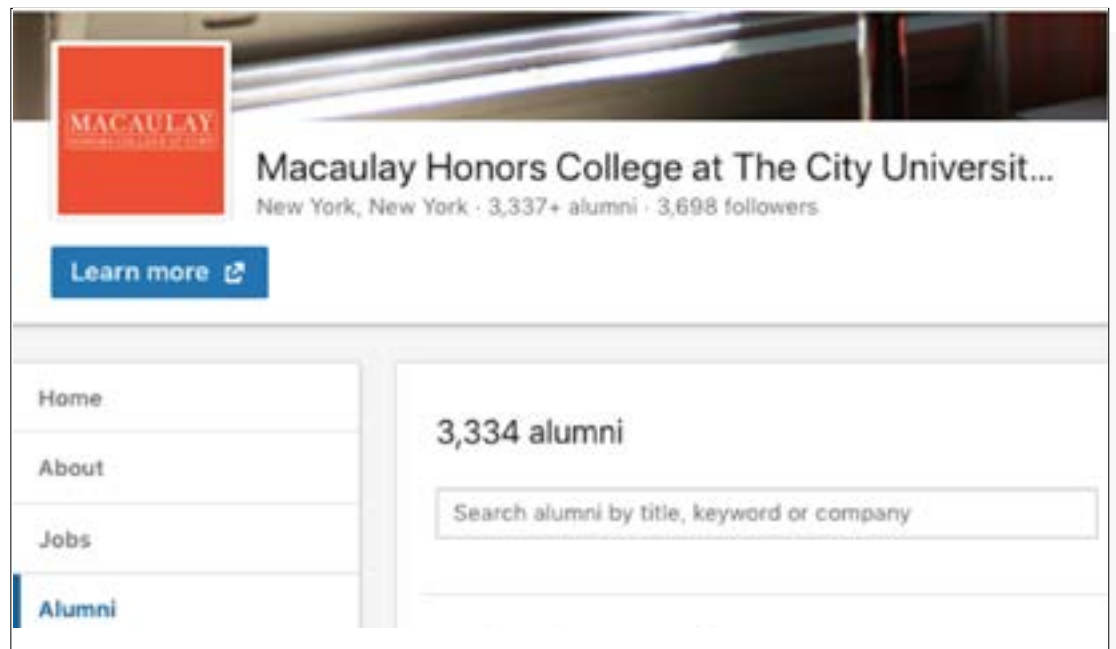 MACAULAY
Macaulay Honors College at The City Universit...
New York, New York · 3,337+ alumni · 3,698 followers
Learn more
Home
About
Jobs
Alumni
3,334 alumni
Search alumni by title, keyword or company